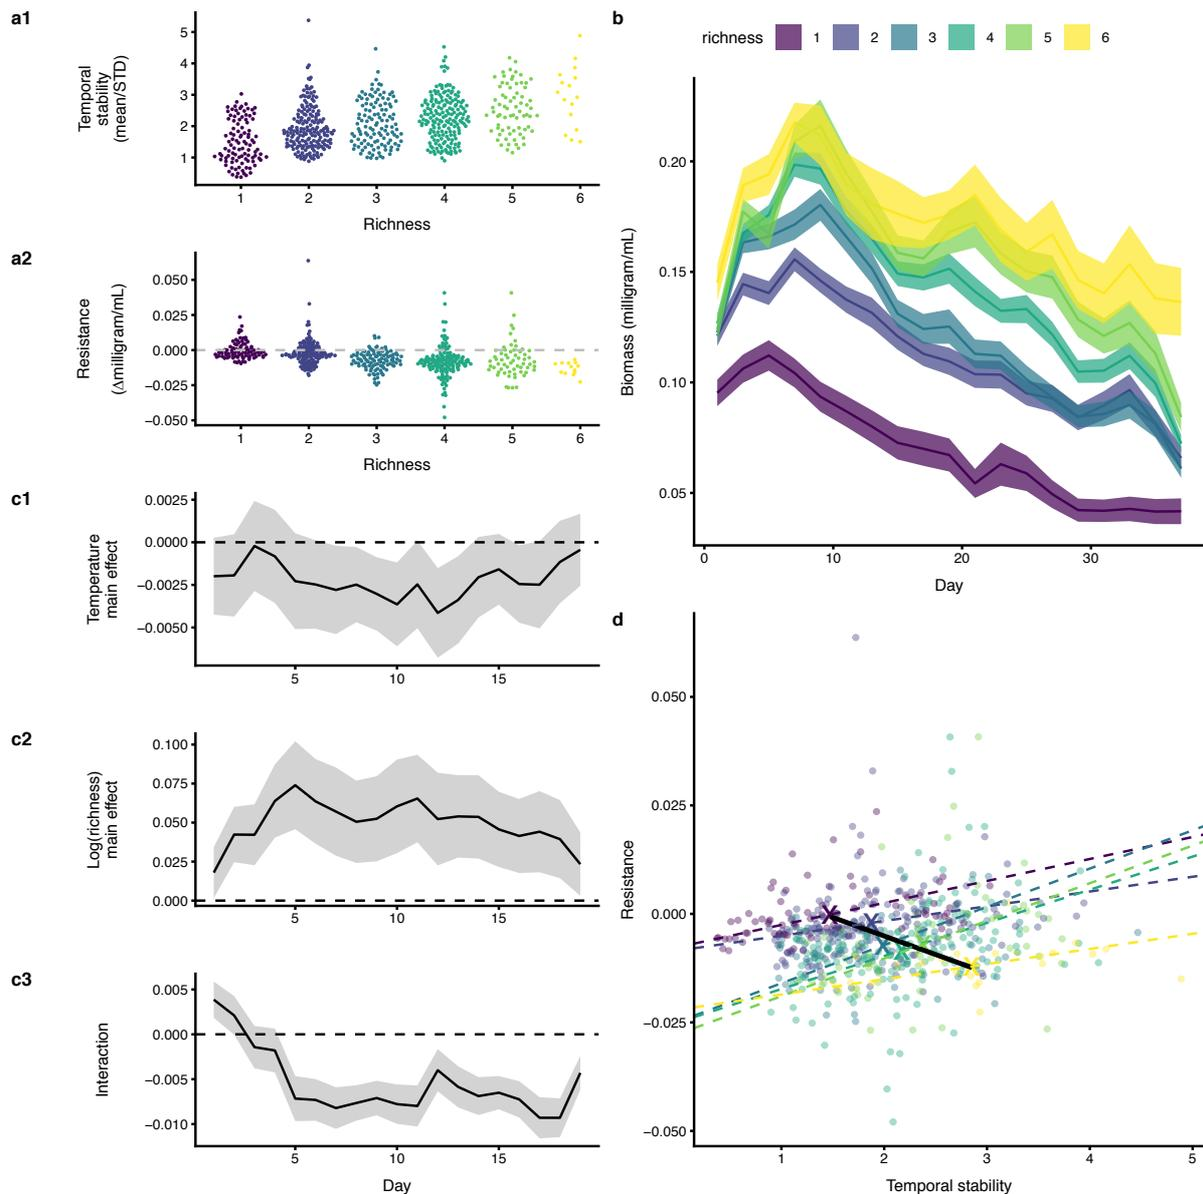 a1
Temporal
stability
(mean/STD)
5
4
3
2
1
1 2 3 4 5 6
Richness
a2
Resistance
(Δmilligram/mL)
0.050
0.025
0.000
−0.025
−0.050
1 2 3 4 5 6
Richness
c1
Temperature
main effect
0.0025
0.0000
−0.0025
−0.0050
5 10 15
c2
Log(richness)
main effect
0.100
0.075
0.050
0.025
0.000
5 10 15
c3
Interaction
0.005
0.000
−0.005
−0.010
5 10 15
Day
b
richness 1 2 3 4 5 6
Biomass (milligram/mL)
0.20
0.15
0.10
0.05
0 10 20 30
Day
d
Resistance
0.050
0.025
0.000
−0.025
−0.050
1 2 3 4 5
Temporal stability